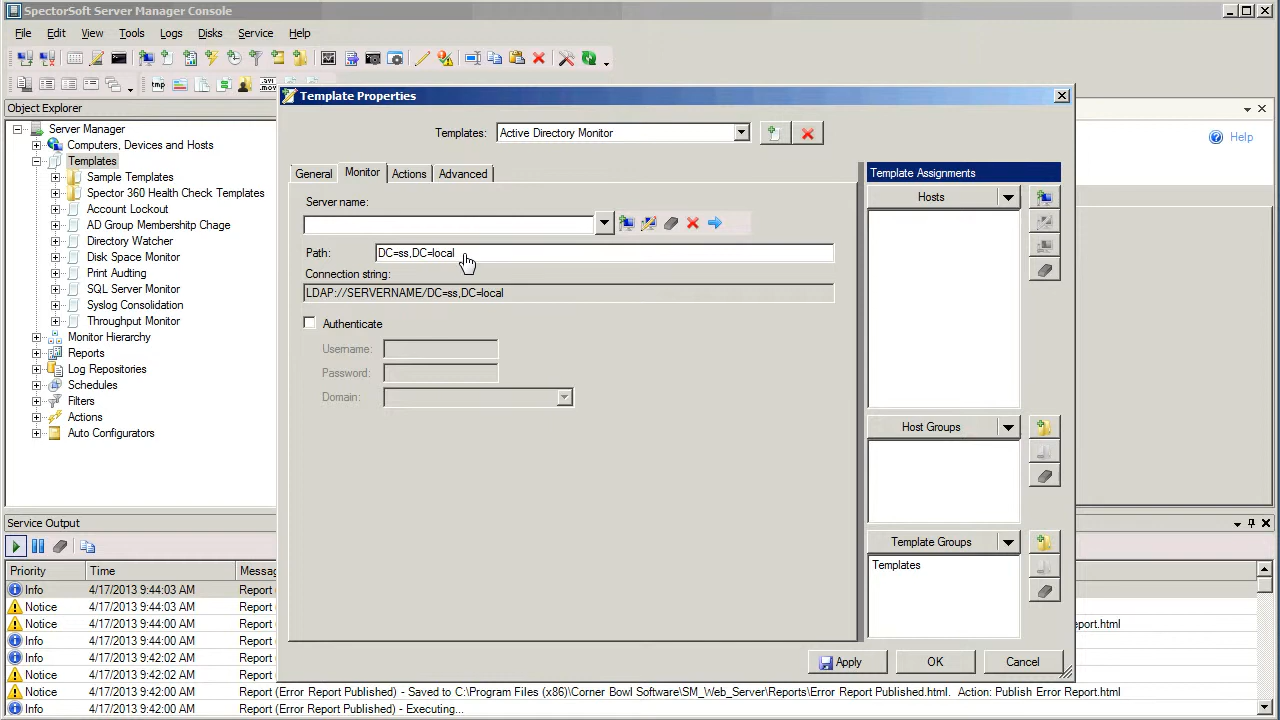 SpectorSoft Server Manager Console
File Edit View Tools Logs Disks Service Help
tmp .avi .mov
Object Explorer
Server Manager
Computers, Devices and Hosts
Templates
Sample Templates
Spector 360 Health Check Templates
Account Lockout
AD Group Membershitp Chage
Directory Watcher
Disk Space Monitor
Print Audting
SQL Server Monitor
Syslog Consolidation
Throughput Monitor
Monitor Hierarchy
Reports
Log Repositories
Schedules
Filters
Actions
Auto Configurators
Template Properties
Templates: Active Directory Monitor
General Monitor Actions Advanced
Server name:
Path: DC=ss,DC=local
Connection string:
LDAP://SERVERNAME/DC=ss,DC=local
Authenticate
Username:
Password:
Domain:
Template Assignments
Hosts
Host Groups
Template Groups
Templates
Apply OK Cancel
Help
Service Output
Priority Time Messag
Info 4/17/2013 9:44:03 AM Report (
Notice 4/17/2013 9:44:03 AM Report (
Notice 4/17/2013 9:44:00 AM Report ( Report.html
Info 4/17/2013 9:44:00 AM Report (
Info 4/17/2013 9:42:02 AM Report (
Notice 4/17/2013 9:42:02 AM Report (
Notice 4/17/2013 9:42:00 AM Report (Error Report Published) - Saved to C:\Program Files (x86)\Corner Bowl Software\SM_Web_Server\Reports\Error Report Published.html. Action: Publish Error Report.html
Info 4/17/2013 9:42:00 AM Report (Error Report Published) - Executing...